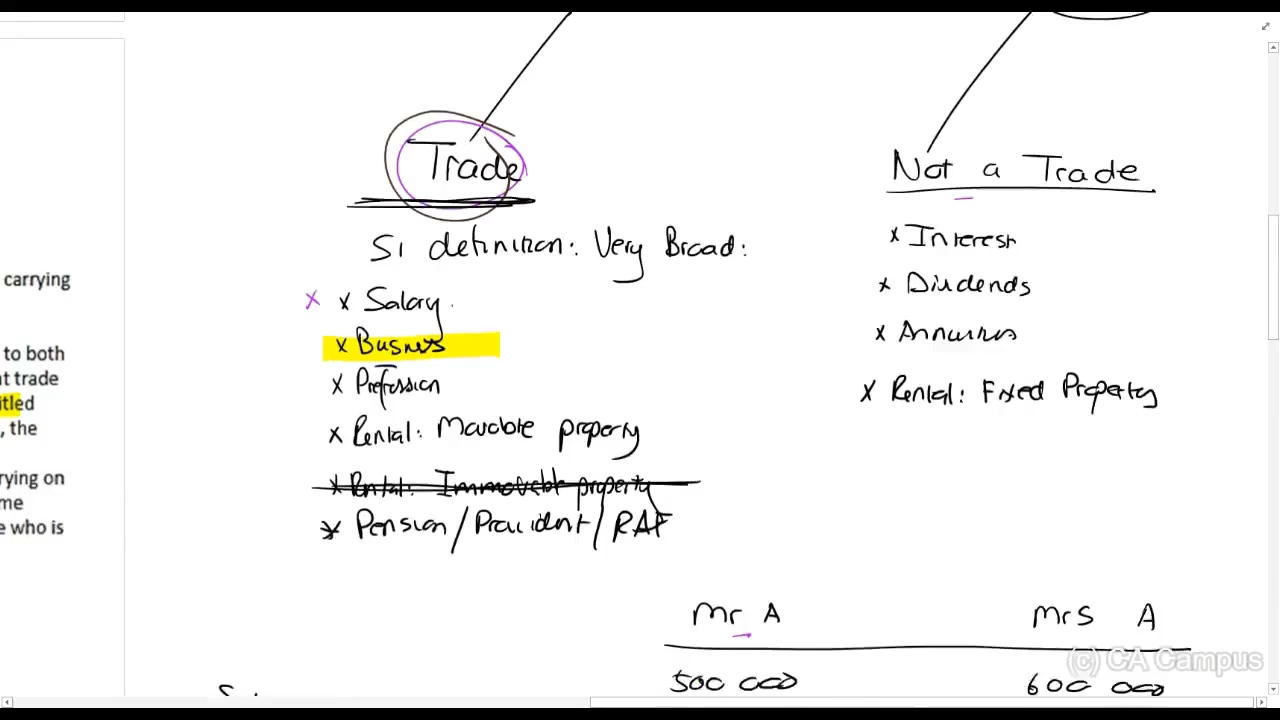 carrying
to both
t trade
itled
, the
rying on
me
e who is
Trade
S1 definition: Very Broad:
x x Salary
x Business
x Profession
x Rental: Movable property
x Rental: Immovable property
x Pension/Provident/RAF
Not a Trade
x Interest
x Dividends
x Annuities
x Rental: Fixed Property
Mr A Mrs A
500 000 600 000
(c) CA Campus